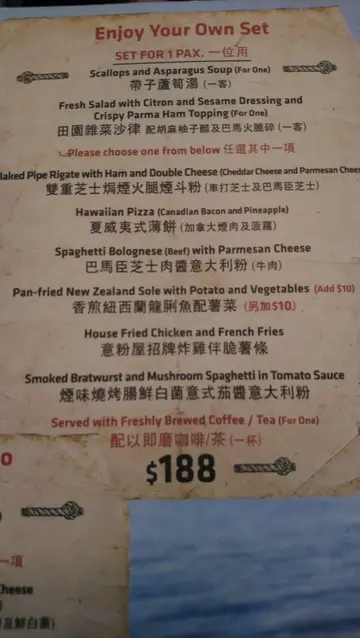 Enjoy Your Own Set
SET FOR 1 PAX. 一位用
Scallops and Asparagus Soup (For One)
帶子蘆筍湯 (一客)
Fresh Salad with Citron and Sesame Dressing and
Crispy Parma Ham Topping (For One)
田園雜菜沙律 配胡麻柚子醋及巴馬火腿碎 (一客)
Please choose one from below 任選其中一項
Baked Pipe Rigate with Ham and Double Cheese (Cheddar Cheese and Parmesan Chees
雙重芝士焗煙火腿煙斗粉 (車打芝士及巴馬臣芝士)
Hawaiian Pizza (Canadian Bacon and Pineapple)
夏威夷式薄餅 (加拿大煙肉及菠蘿)
Spaghetti Bolognese (Beef) with Parmesan Cheese
巴馬臣芝士肉醬意大利粉 (牛肉)
Pan-fried New Zealand Sole with Potato and Vegetables (Add $10)
香煎紐西蘭龍脷魚配薯菜 (另加$10)
House Fried Chicken and French Fries
意粉屋招牌炸雞伴脆薯條
Smoked Bratwurst and Mushroom Spaghetti in Tomato Sauce
煙味燒烤腸鮮白菌意式茄醬意大利粉
Served with Freshly Brewed Coffee / Tea (For One)
配以即磨咖啡/茶 (一杯)
$188
一項
Cheese
鮮白菌)